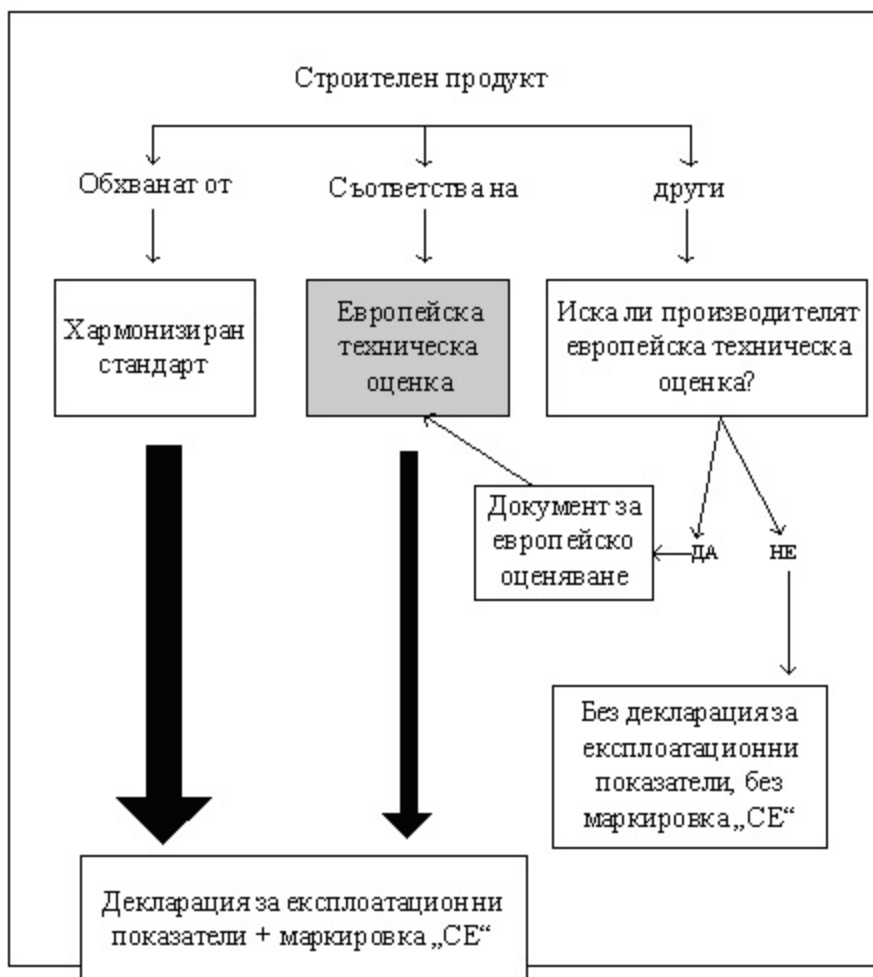 Строителен продукт
Обхванат от
Съответства на
други
Хармонизиран
стандарт
Европейска
техническа
оценка
Иска ли производителят
европейска техническа
оценка?
Документ за
европейско
оценяване
ДА
НЕ
Без декларация за
експлоатационни
показатели, без
маркировка „СЕ“
Декларация за експлоатационни
показатели + маркировка „СЕ“